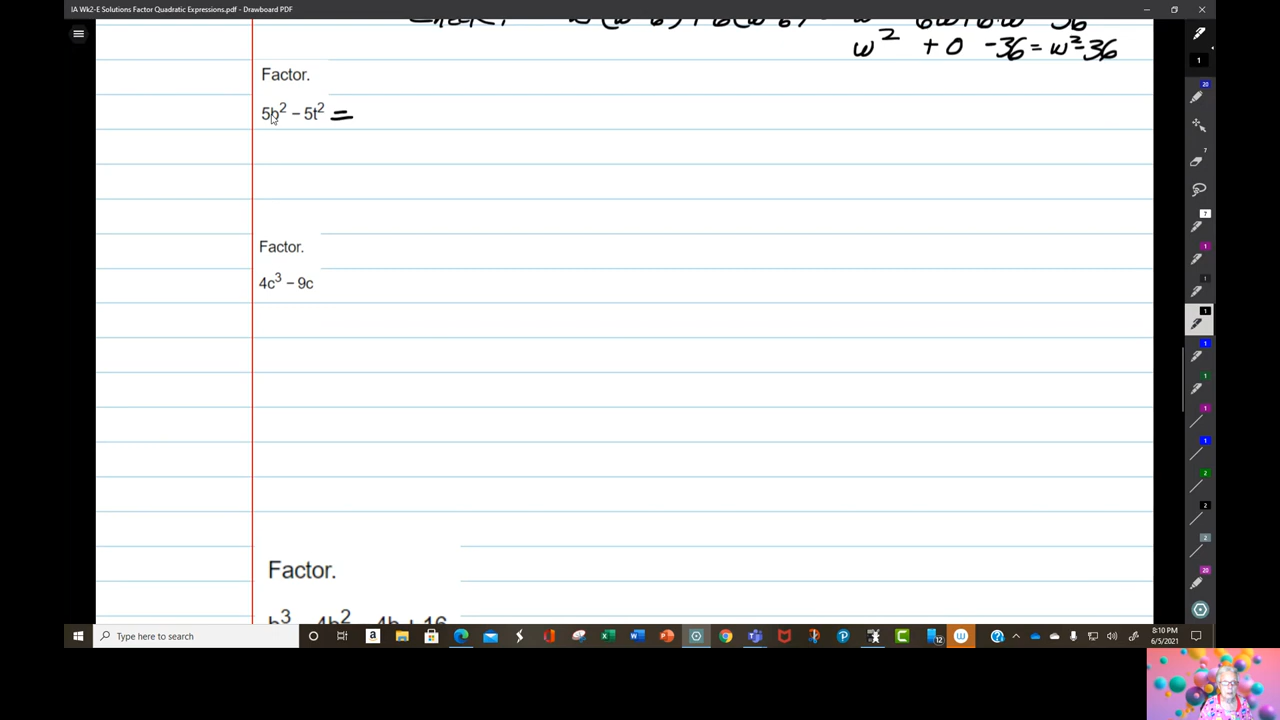 IA Wk2-E Solutions Factor Quadratic Expressions.pdf - Drawboard PDF
w² + 0 -36 = w²-36
Factor.
5b² − 5t² =
Factor.
4c³ − 9c
Factor.
Type here to search
8:10 PM
6/5/2021